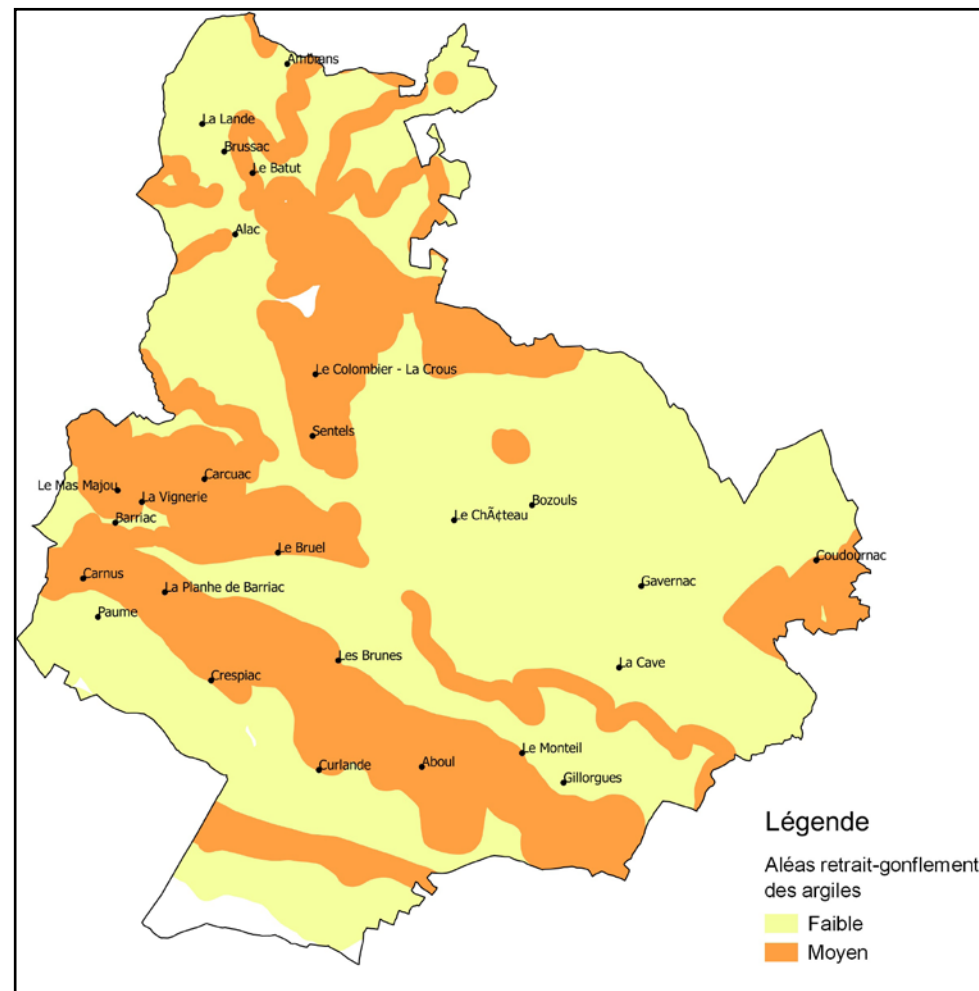 Ambrans
La Lande
Brussac
Le Batut
Alac
Le Colombier - La Crous
Sentels
Carcuac
Le Mas Majou
La Vignerie
Bozouls
Le ChÃ¢teau
Barriac
Le Bruel
Coudournac
Carnus
Gavernac
La Planhe de Barriac
Paume
Les Brunes
La Cave
Crespiac
Le Monteil
Curlande
Aboul
Gillorgues
Légende
Aléas retrait-gonflement
des argiles
Faible
Moyen